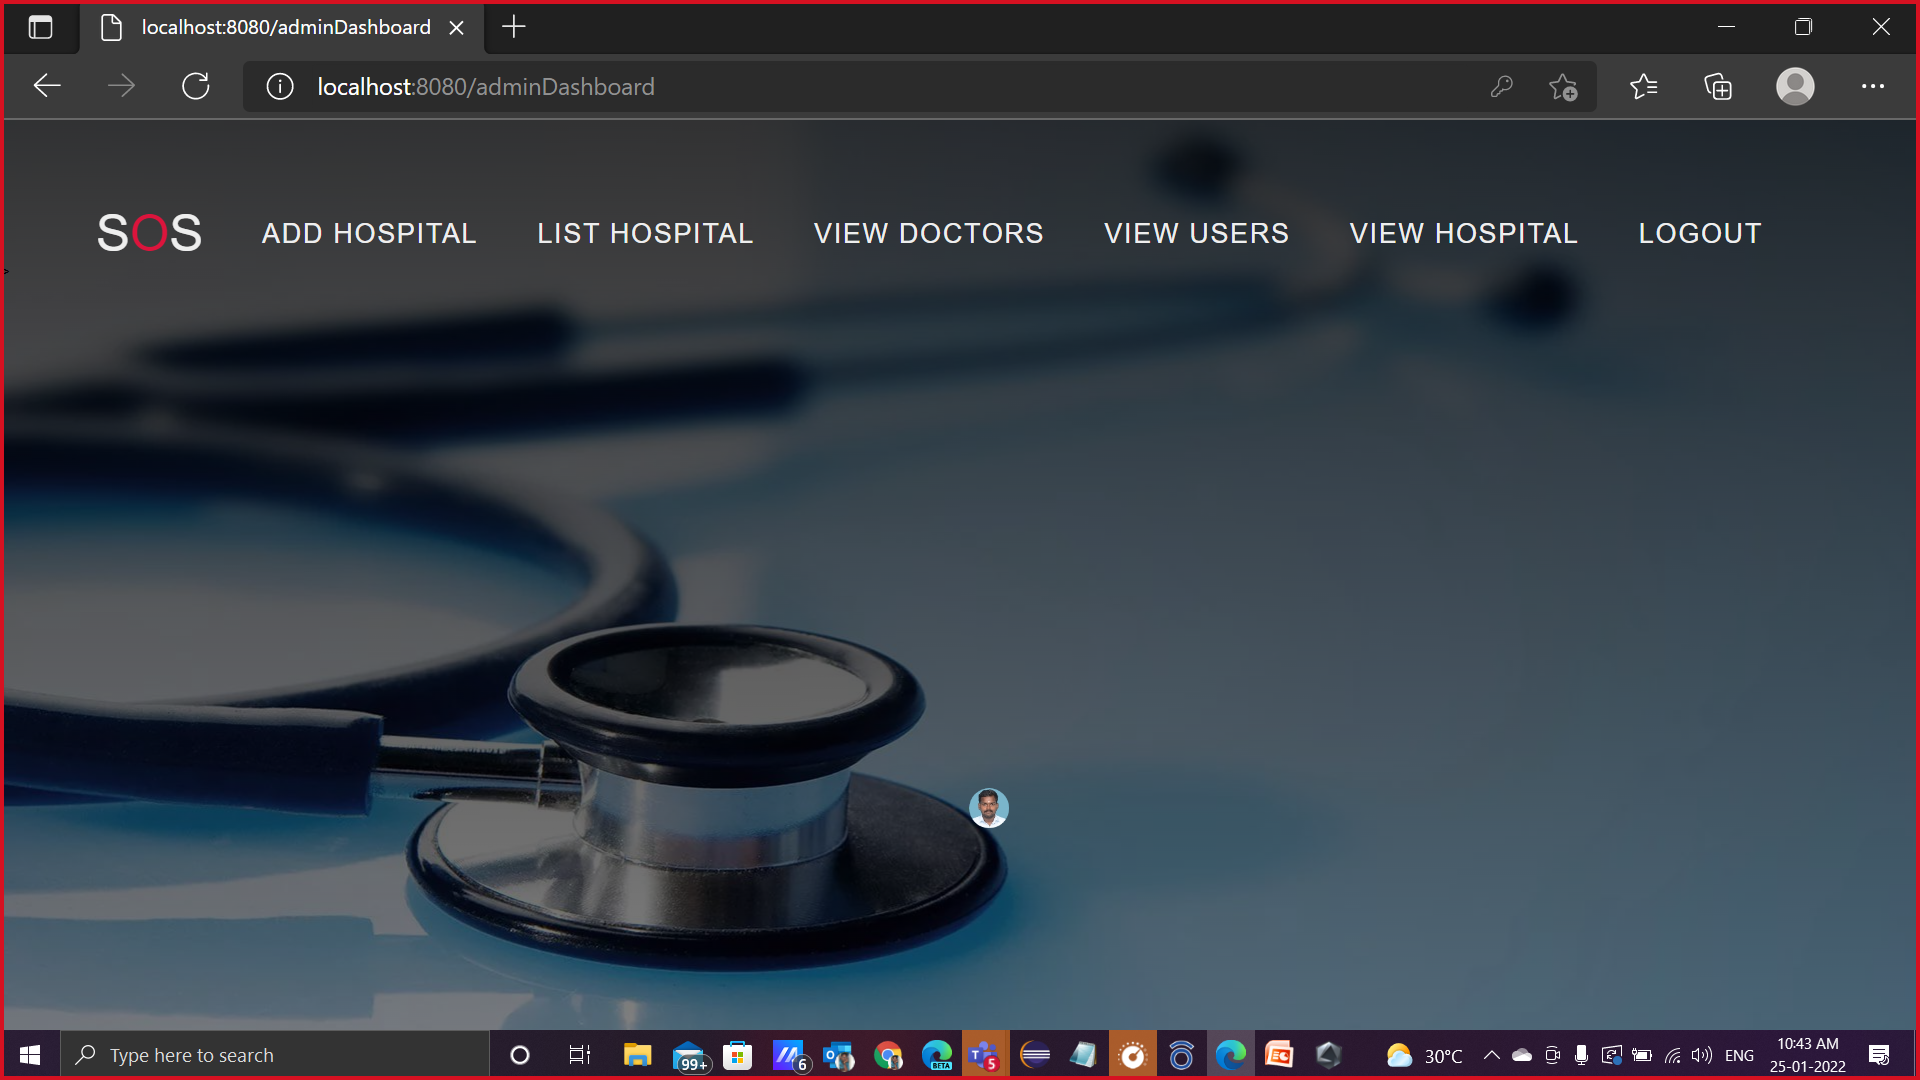 localhost:8080/adminDashboard
localhost:8080/adminDashboard
SOS ADD HOSPITAL LIST HOSPITAL VIEW DOCTORS VIEW USERS VIEW HOSPITAL LOGOUT
>
Type here to search
99+
6
BETA
5
30°C
ENG
10:43 AM
25-01-2022